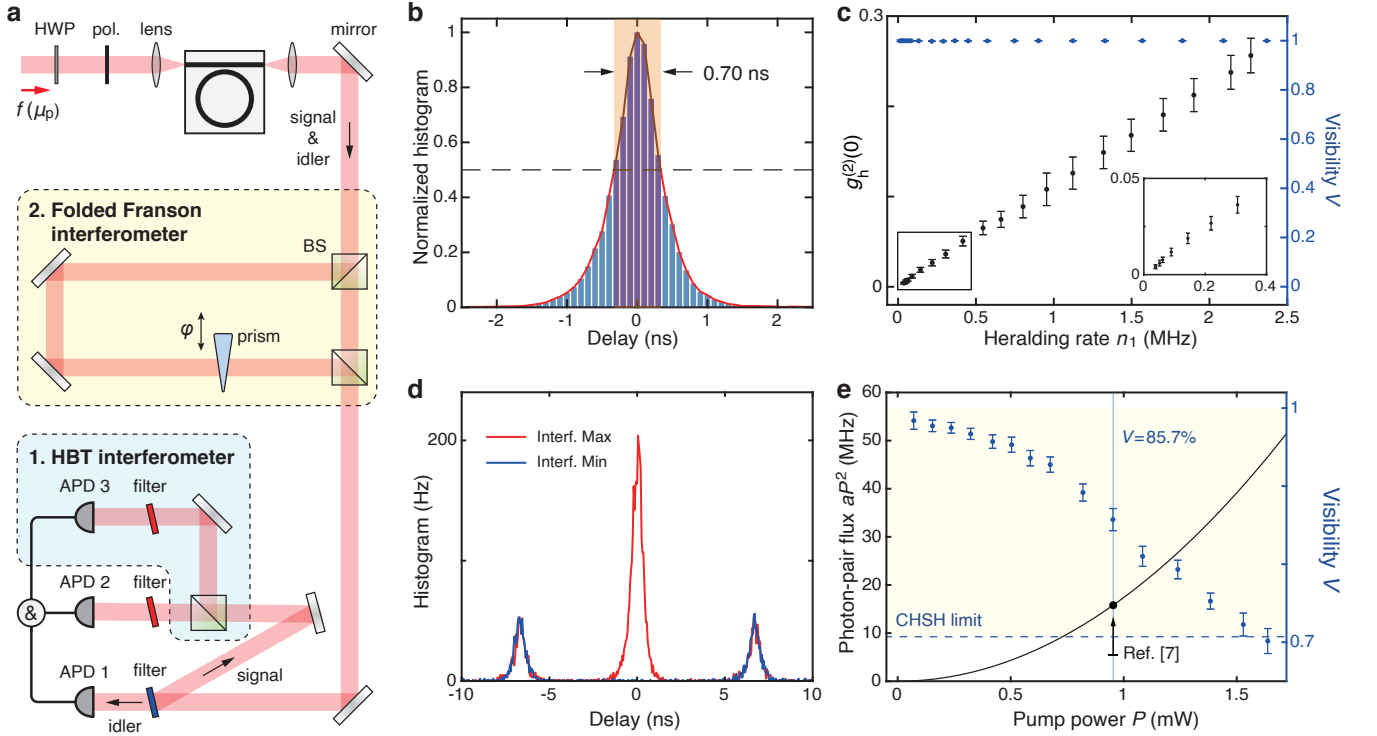 a
HWP
pol.
lens
mirror
f (μp)
signal
&
idler
2. Folded Franson
interferometer
BS
φ
prism
1. HBT interferometer
APD 3
filter
APD 2
filter
&
APD 1
filter
signal
idler
b
Normalized histogram
1
0.8
0.6
0.4
0.2
0
0.70 ns
-2
-1
0
1
2
Delay (ns)
c
gh(2)(0)
0.3
0
1
0.8
0.6
0.4
0.2
0
Visibility V
0.05
0
0
0.2
0.4
0
0.5
1
1.5
2
2.5
Heralding rate n1 (MHz)
d
Histogram (Hz)
200
100
0
Interf. Max
Interf. Min
-10
-5
0
5
10
Delay (ns)
e
Photon-pair flux aP2 (MHz)
60
50
40
30
20
10
0
V=85.7%
CHSH limit
Ref. [7]
1
0.7
Visibility V
0
0.5
1
1.5
Pump power P (mW)